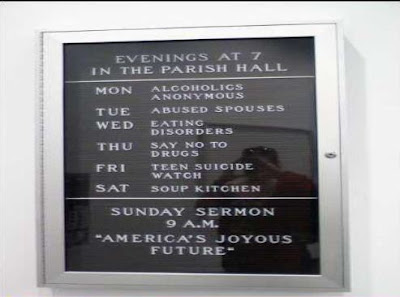 EVENINGS AT 7
IN THE PARISH HALL
MON ALCOHOLICS
ANONYMOUS
TUE ABUSED SPOUSES
WED EATING
DISORDERS
THU SAY NO TO
DRUGS
FRI TEEN SUICIDE
WATCH
SAT SOUP KITCHEN
SUNDAY SERMON
9 A.M.
"AMERICA'S JOYOUS
FUTURE"